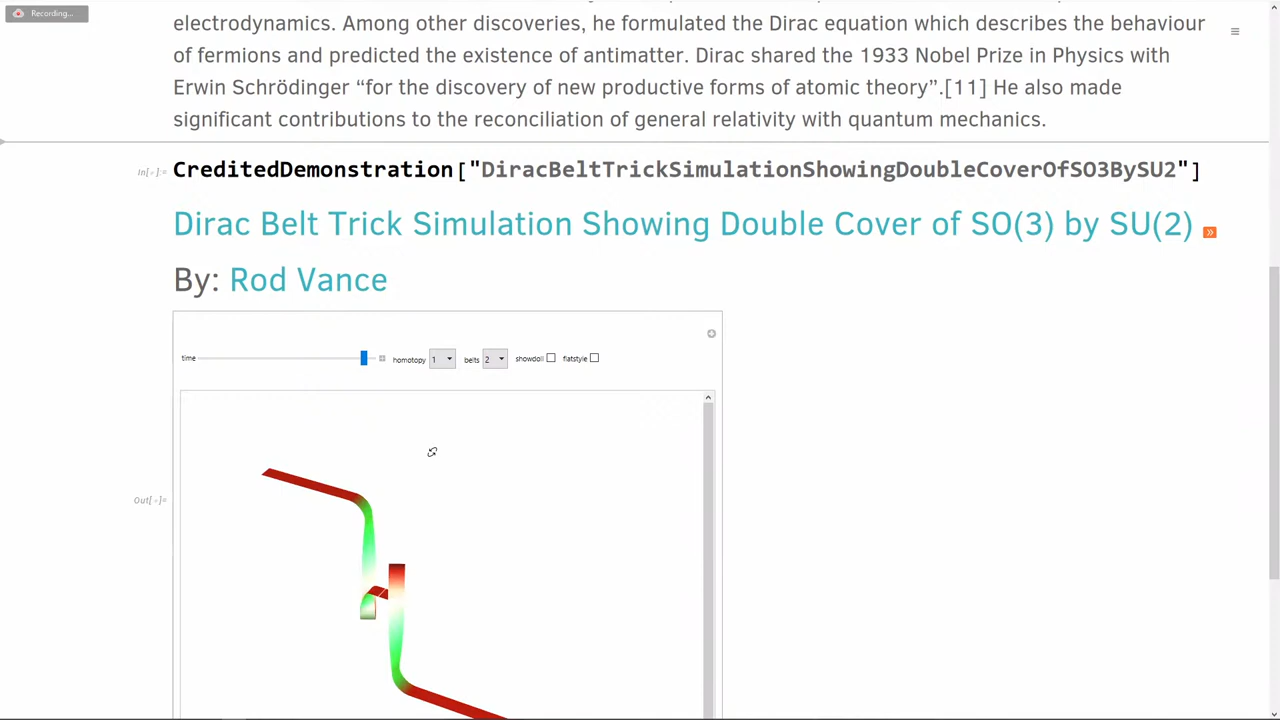 Recording...
electrodynamics. Among other discoveries, he formulated the Dirac equation which describes the behaviour
of fermions and predicted the existence of antimatter. Dirac shared the 1933 Nobel Prize in Physics with
Erwin Schrödinger “for the discovery of new productive forms of atomic theory”.[11] He also made
significant contributions to the reconciliation of general relativity with quantum mechanics.
In[ ]:= CreditedDemonstration["DiracBeltTrickSimulationShowingDoubleCoverOfSO3BySU2"]
Dirac Belt Trick Simulation Showing Double Cover of SO(3) by SU(2) »
By: Rod Vance
time homotopy 1 belts 2 showdoll flatstyle
Out[ ]=